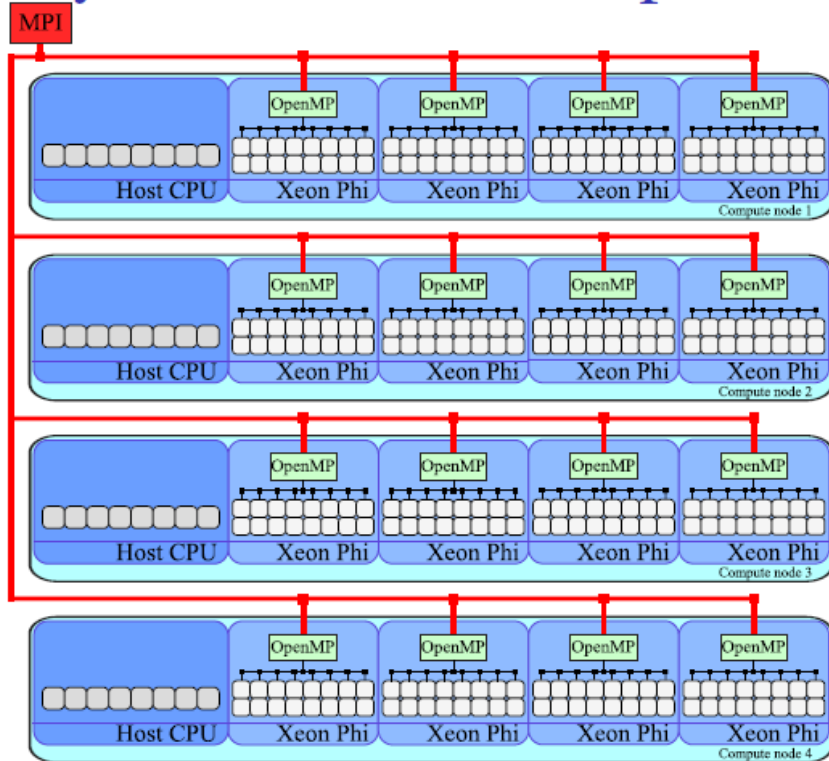 MPI
OpenMP OpenMP OpenMP OpenMP
Host CPU Xeon Phi Xeon Phi Xeon Phi Xeon Phi
Compute node 1
OpenMP OpenMP OpenMP OpenMP
Host CPU Xeon Phi Xeon Phi Xeon Phi Xeon Phi
Compute node 2
OpenMP OpenMP OpenMP OpenMP
Host CPU Xeon Phi Xeon Phi Xeon Phi Xeon Phi
Compute node 3
OpenMP OpenMP OpenMP OpenMP
Host CPU Xeon Phi Xeon Phi Xeon Phi Xeon Phi
Compute node 4